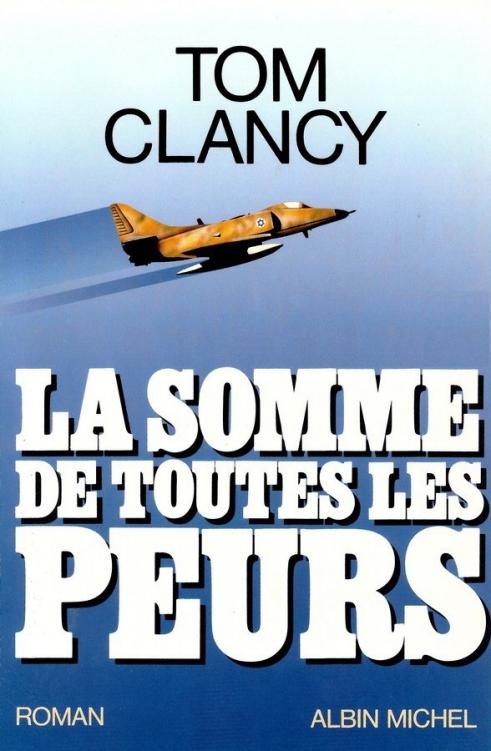 TOM
CLANCY
LA SOMME
DE TOUTES LES
PEURS
ROMAN
ALBIN MICHEL